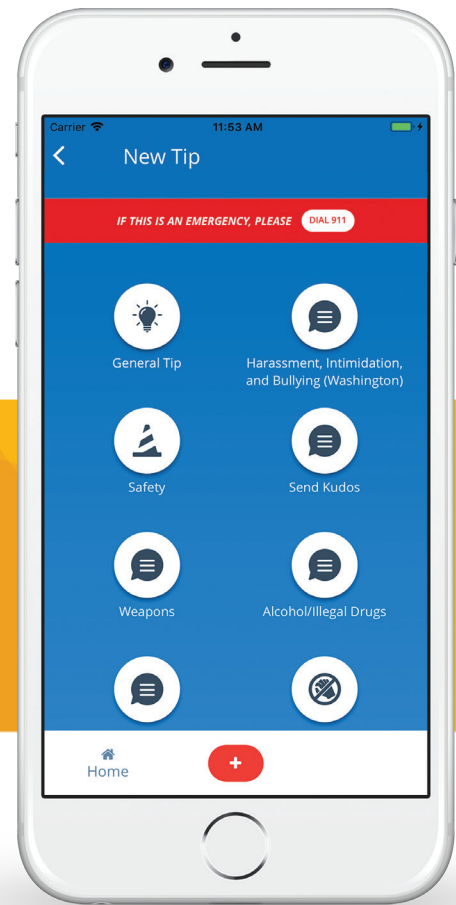 Carrier 11:53 AM
New Tip
IF THIS IS AN EMERGENCY, PLEASE DIAL 911
General Tip
Harassment, Intimidation,
and Bullying (Washington)
Safety
Send Kudos
Weapons
Alcohol/Illegal Drugs
Home